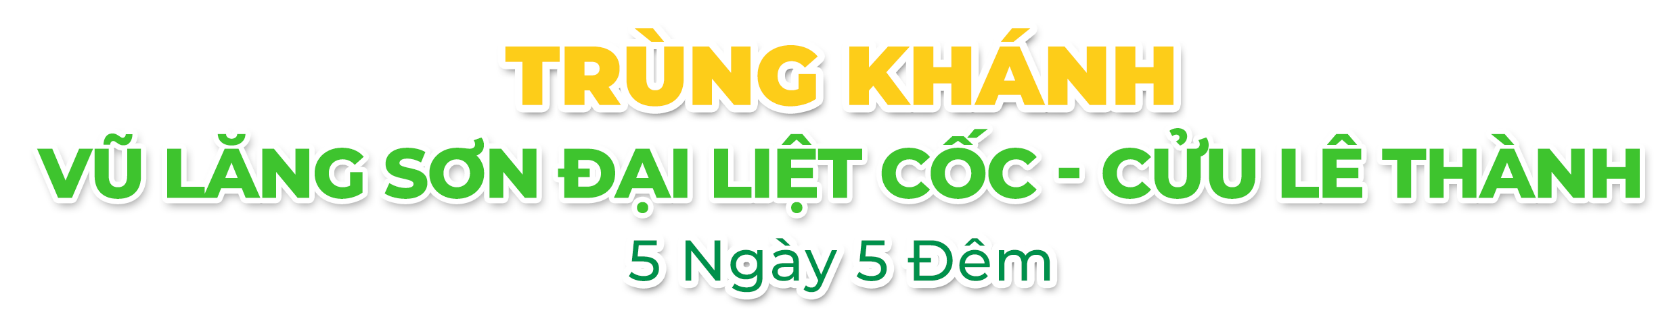 TRÙNG KHÁNH
VŨ LĂNG SƠN ĐẠI LIỆT CỐC - CỬU LÊ THÀNH
5 Ngày 5 Đêm